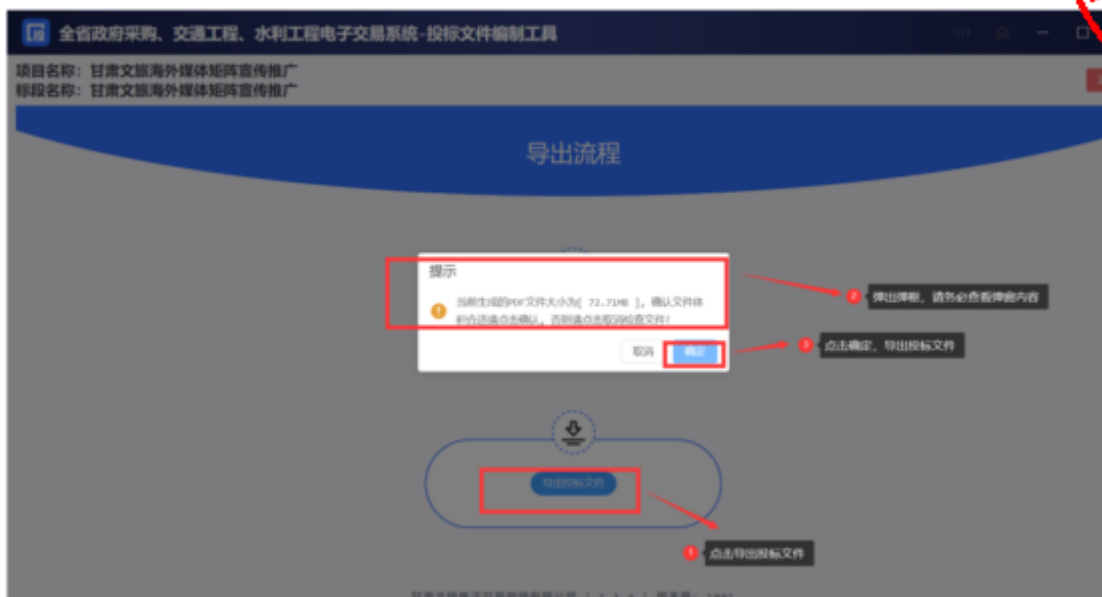 全省政府采购、交通工程、水利工程电子交易系统-投标文件编制工具
项目名称：甘肃文旅海外媒体矩阵宣传推广
标段名称：甘肃文旅海外媒体矩阵宣传推广
导出流程
提示
当前生成的PDF文件大小为[ 72.71MB ]，确认文件体
积合适请点击确认，否则请点击取消检查文件！
2 弹出弹框，请务必查看弹窗内容
取消 确定
3 点击确定，导出投标文件
导出投标文件
1 点击导出投标文件